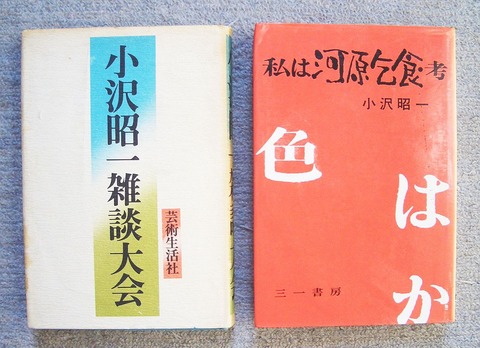 小沢昭一雑談大会
芸術生活社
私は河原乞食・考
小沢昭一
色
はか
三一書房